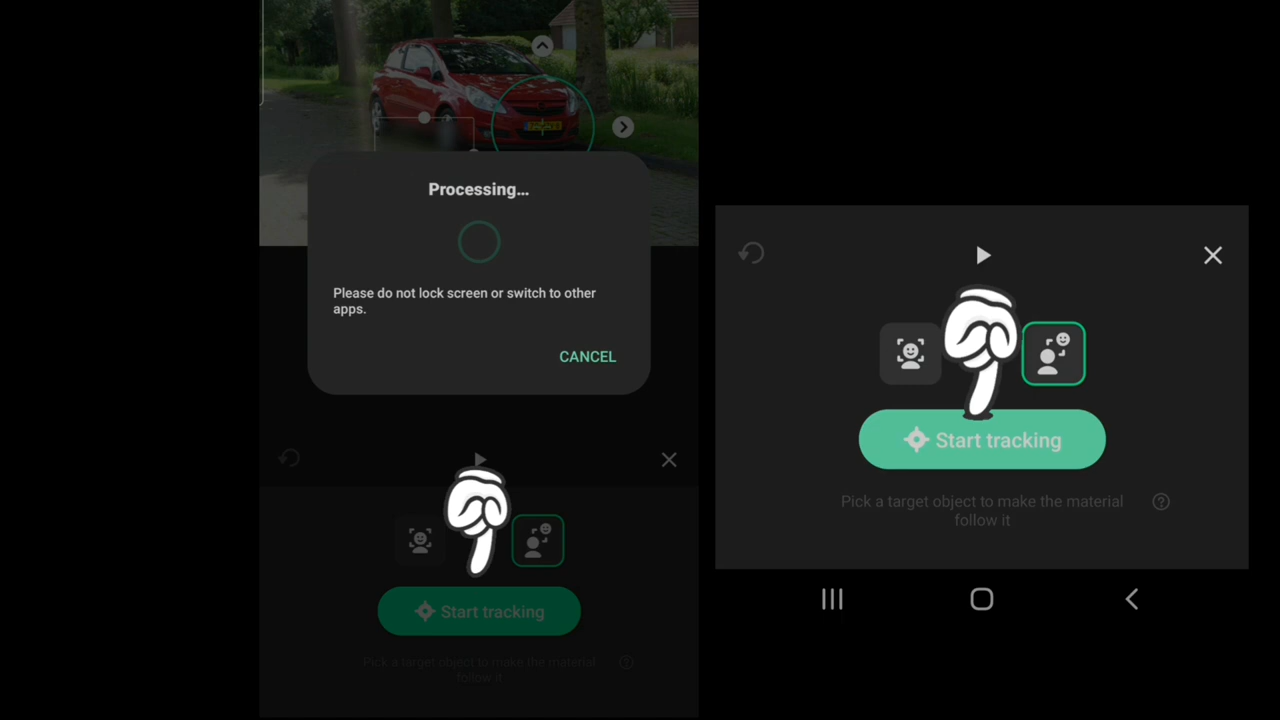 Processing...
Please do not lock screen or switch to other
apps.
CANCEL
Start tracking
Pick a target object to make the material
follow it
Start tracking
Pick a target object to make the material
follow it